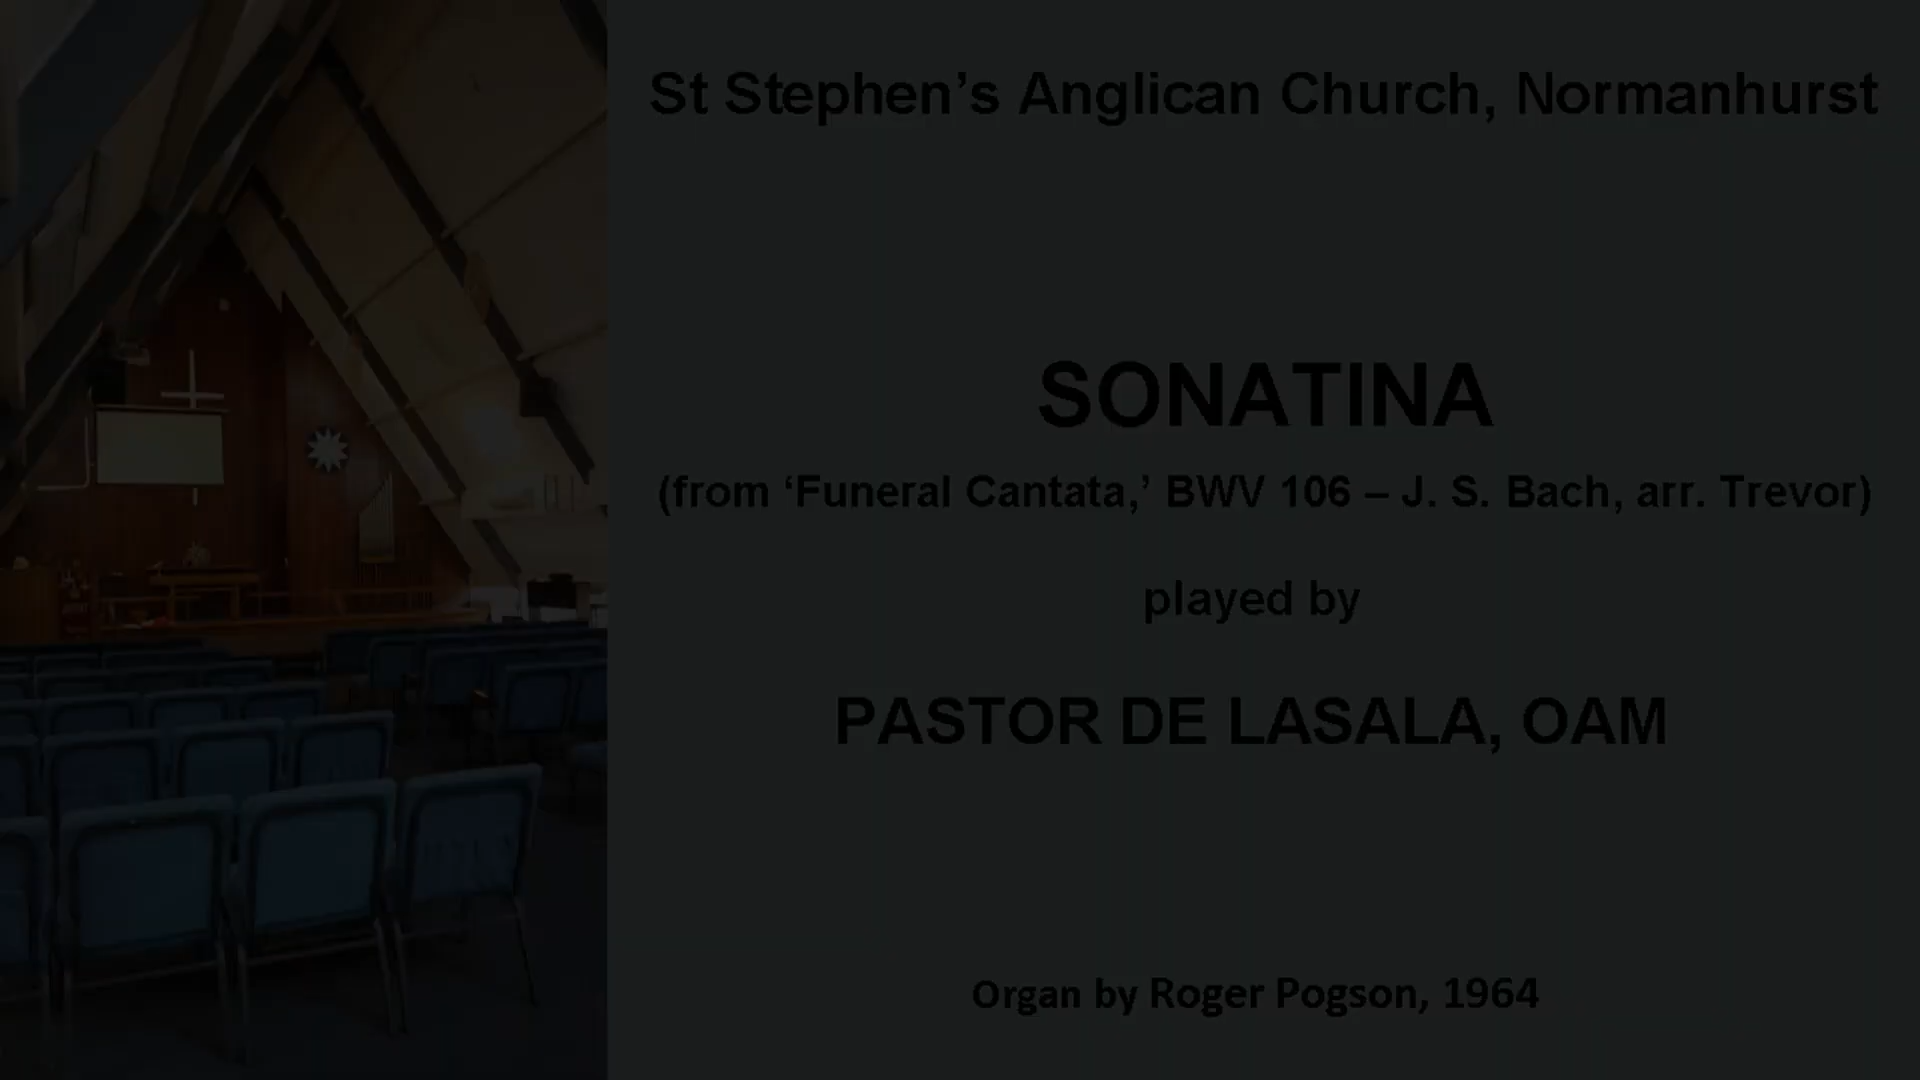 St Stephen’s Anglican Church, Normanhurst
SONATINA
(from ‘Funeral Cantata,’ BWV 106 – J. S. Bach, arr. Trevor)
played by
PASTOR DE LASALA, OAM
Organ by Roger Pogson, 1964